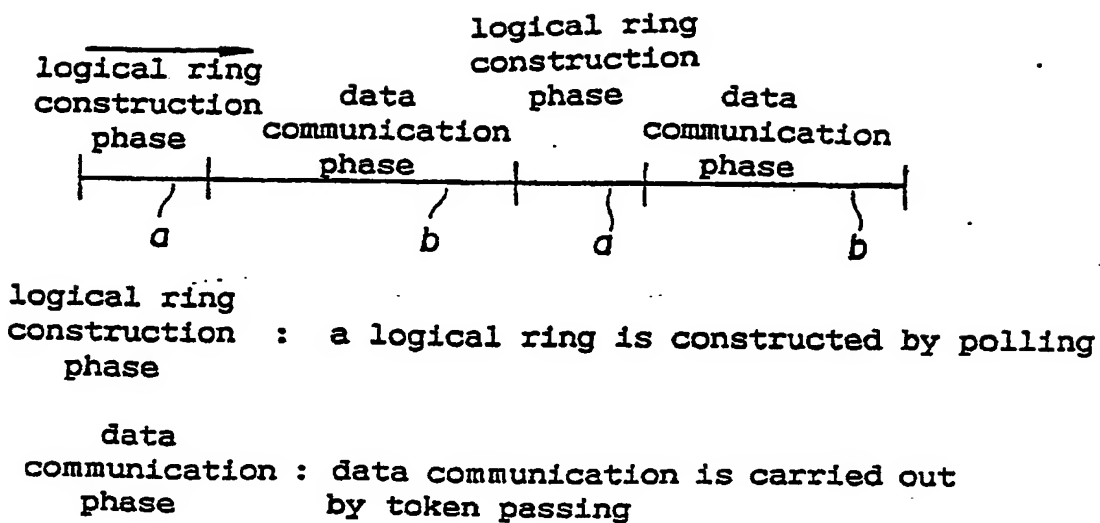 logical ring
construction
phase
data
communication
phase
logical ring
construction
phase
data
communication
phase
a
b
a
b
logical ring
construction : a logical ring is constructed by polling
phase
data
communication : data communication is carried out
phase by token passing